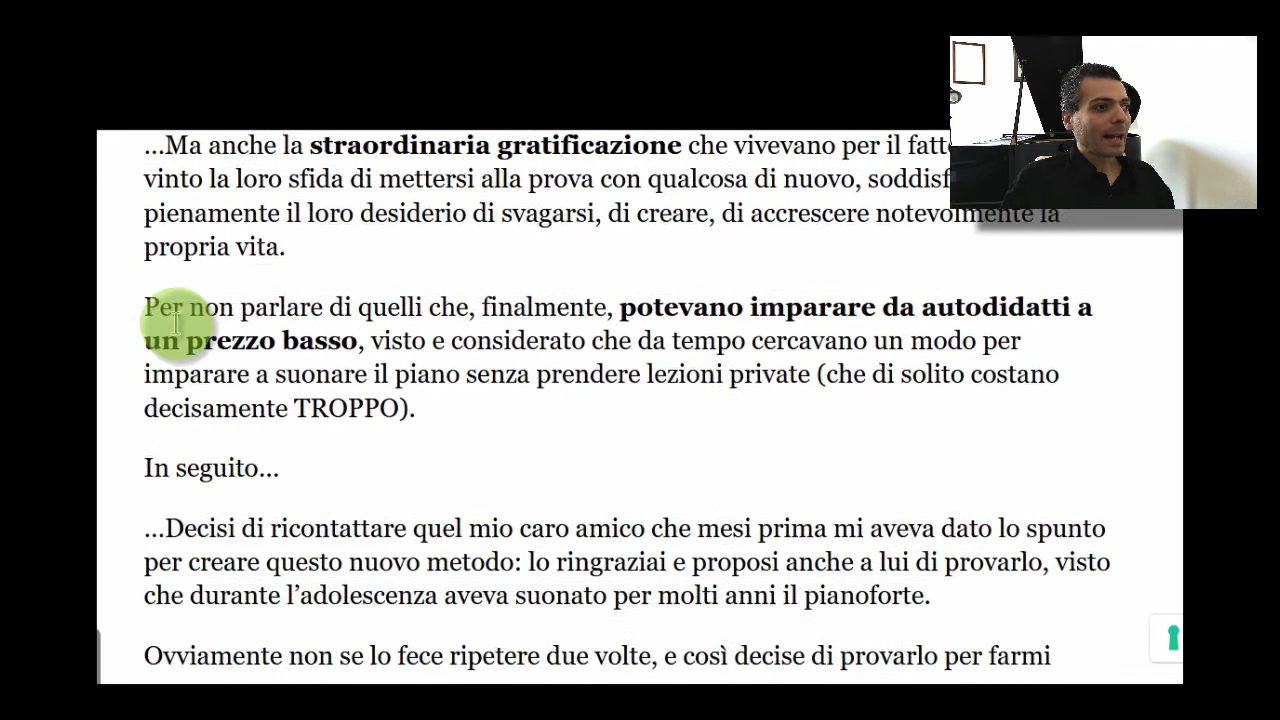 ...Ma anche la straordinaria gratificazione che vivevano per il
vinto la loro sfida di mettersi alla prova con qualcosa di nuovo,
pienamente il loro desiderio di svagarsi, di creare, di accrescere notevolmente la
propria vita.
Per non parlare di quelli che, finalmente, potevano imparare da autodidatti a
un prezzo basso, visto e considerato che da tempo cercavano un modo per
imparare a suonare il piano senza prendere lezioni private (che di solito costano
decisamente TROPPO).
In seguito...
...Decisi di ricontattare quel mio caro amico che mesi prima mi aveva dato lo spunto
per creare questo nuovo metodo: lo ringraziai e proposi anche a lui di provarlo, visto
che durante l’adolescenza aveva suonato per molti anni il pianoforte.
Ovviamente non se lo fece ripetere due volte, e così decise di provarlo per farmi